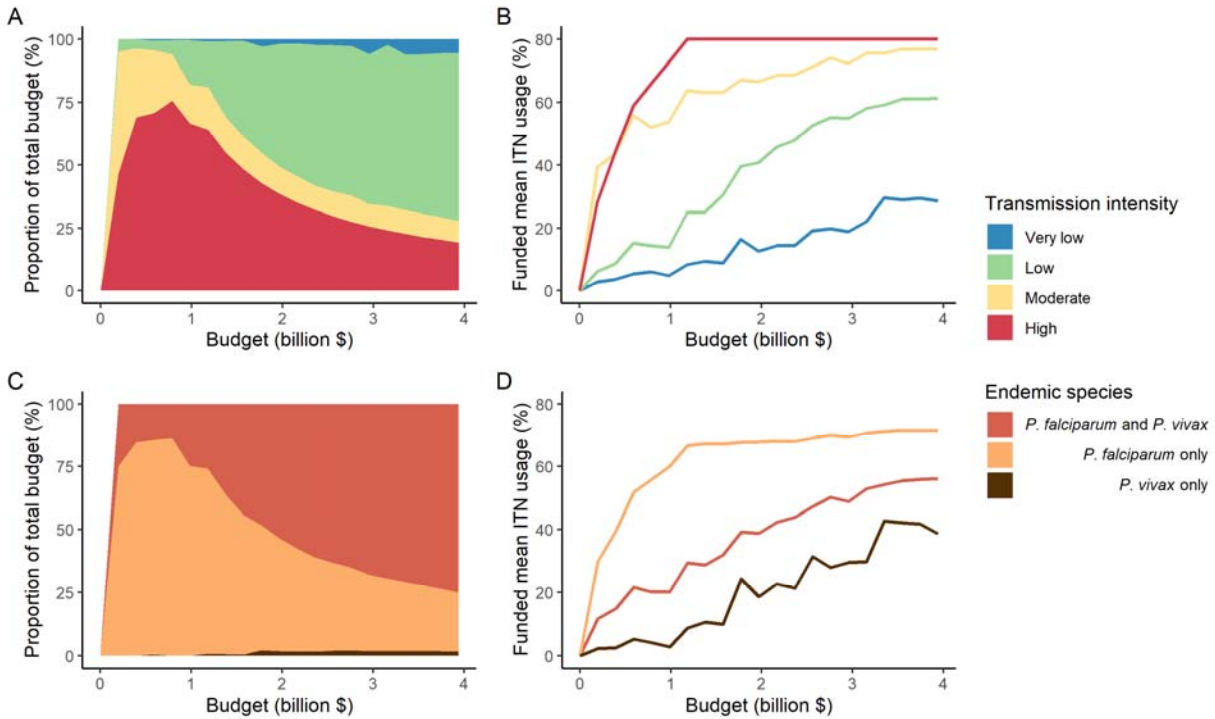 A
Proportion of total budget (%)
100
75
50
25
0
0 1 2 3 4
Budget (billion $)
B
Funded mean ITN usage (%)
80
60
40
20
0
0 1 2 3 4
Budget (billion $)
Transmission intensity
Very low
Low
Moderate
High
C
Proportion of total budget (%)
100
75
50
25
0
0 1 2 3 4
Budget (billion $)
D
Funded mean ITN usage (%)
80
60
40
20
0
0 1 2 3 4
Budget (billion $)
Endemic species
P. falciparum and P. vivax
P. falciparum only
P. vivax only